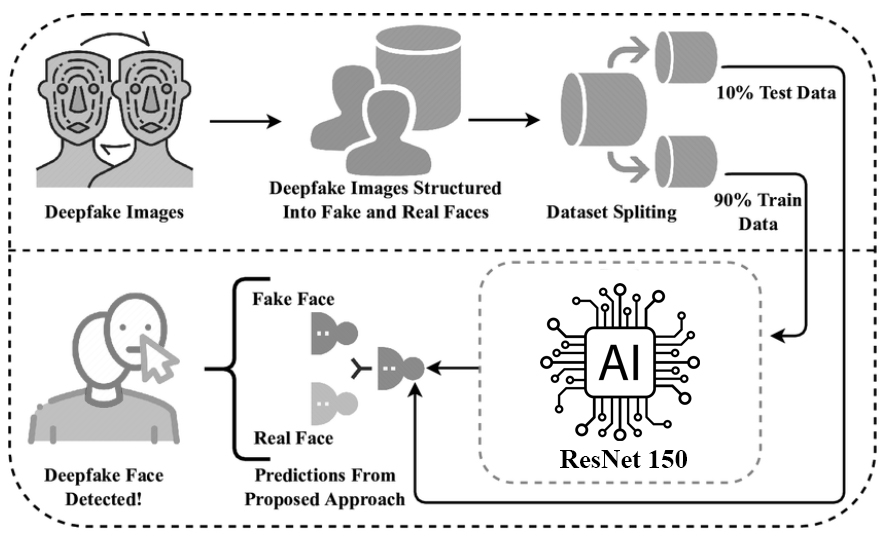 Deepfake Images
Deepfake Images Structured
Into Fake and Real Faces
Dataset Spliting
10% Test Data
90% Train
Data
Fake Face
Real Face
Deepfake Face
Detected!
Predictions From
Proposed Approach
AI
ResNet 150